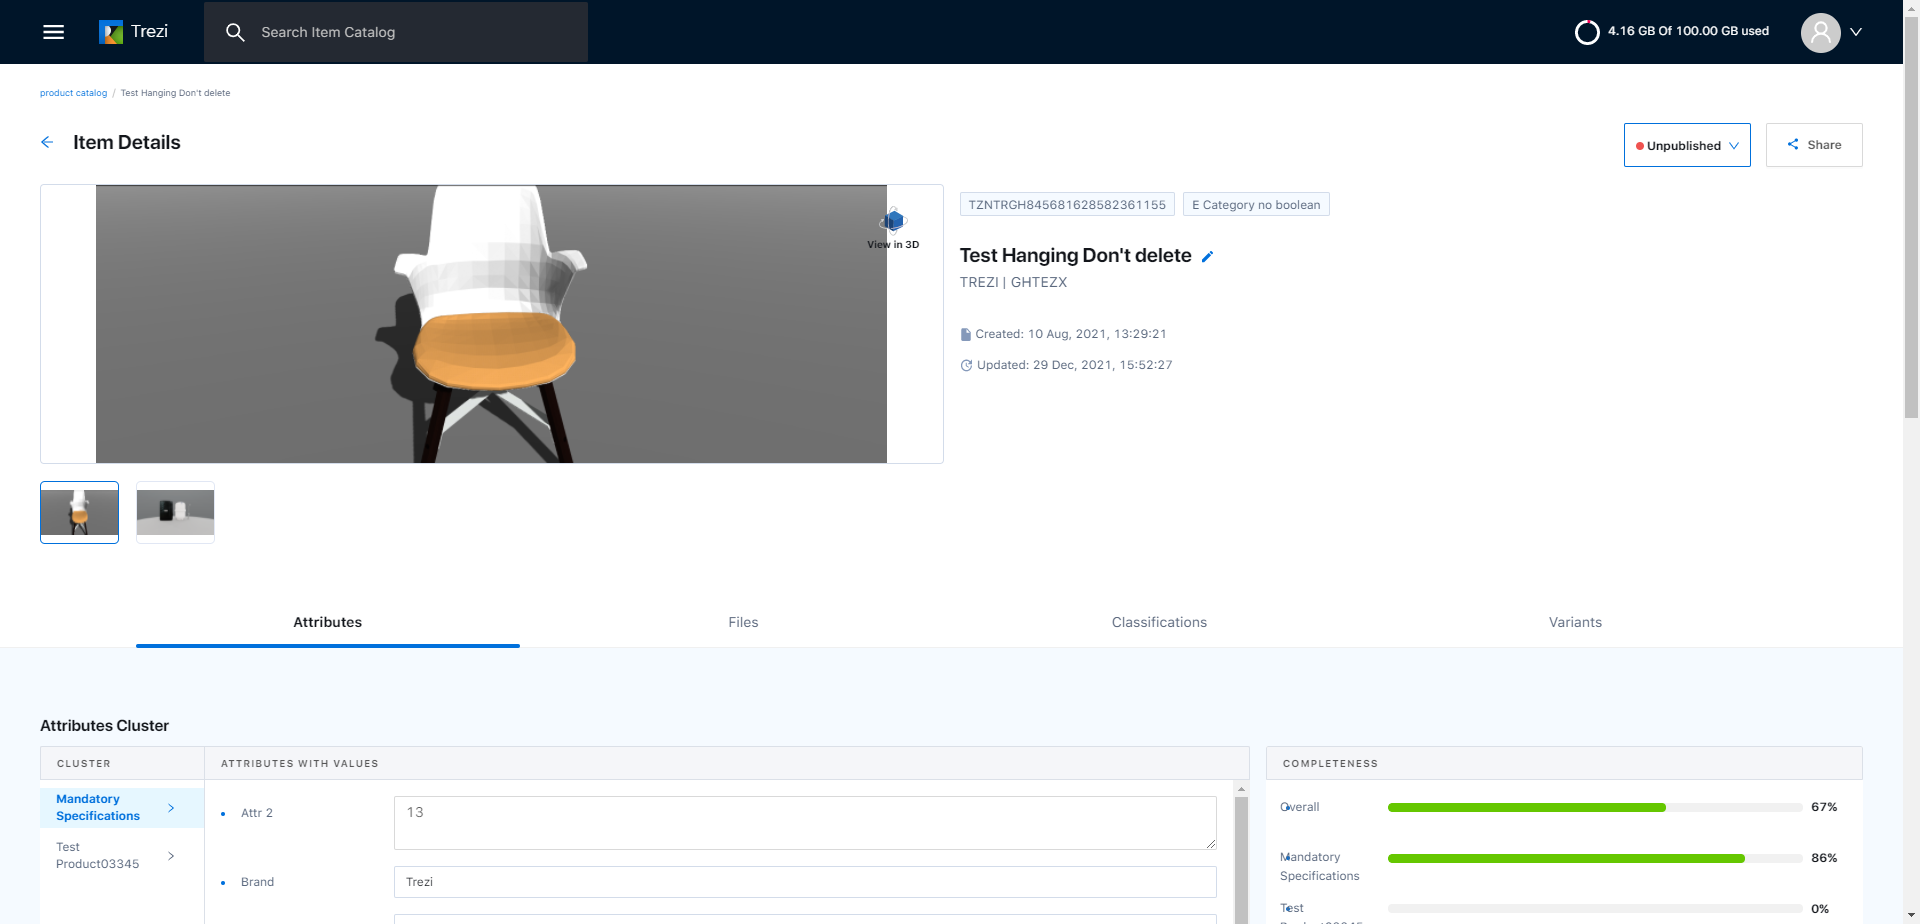 Trezi
Search Item Catalog
4.16 GB Of 100.00 GB used
product catalog / Test Hanging Don't delete
Item Details
Unpublished
Share
View in 3D
TZNTRGH845681628582361155
E Category no boolean
Test Hanging Don't delete
TREZI | GHTEZX
Created: 10 Aug, 2021, 13:29:21
Updated: 29 Dec, 2021, 15:52:27
Attributes
Files
Classifications
Variants
Attributes Cluster
CLUSTER
ATTRIBUTES WITH VALUES
COMPLETENESS
Mandatory
Specifications
Test
Product03345
Attr 2
13
Brand
Trezi
Overall
67%
Mandatory
Specifications
86%
Test
0%